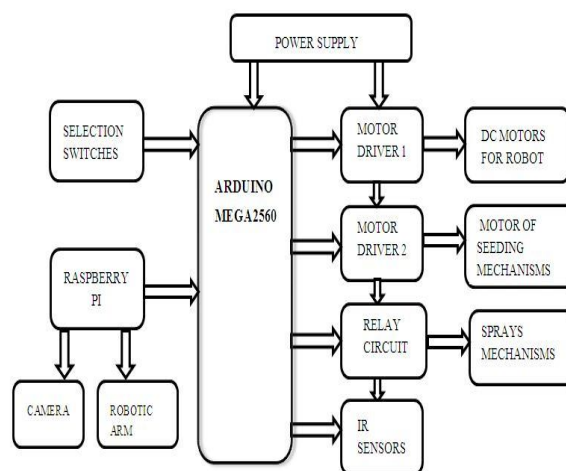 POWER SUPPLY
SELECTION
SWITCHES
ARDUINO
MEGA2560
MOTOR
DRIVER 1
DC MOTORS
FOR ROBOT
MOTOR
DRIVER 2
MOTOR OF
SEEDING
MECHANISMS
RASPBERRY
PI
RELAY
CIRCUIT
SPRAYS
MECHANISMS
CAMERA
ROBOTIC
ARM
IR
SENSORS